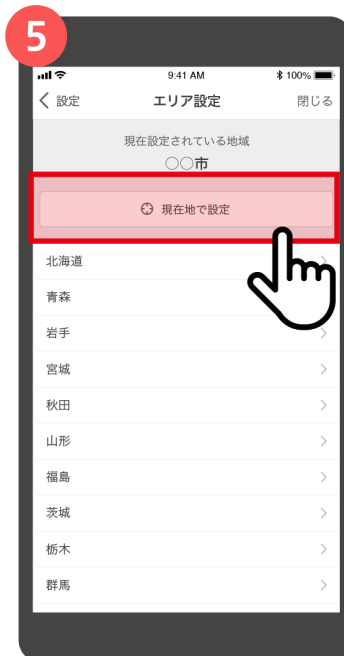 5
9:41 AM 100%
設定 エリア設定 閉じる
現在設定されている地域
○○市
現在地で設定
北海道
青森
岩手
宮城
秋田
山形
福島
茨城
栃木
群馬